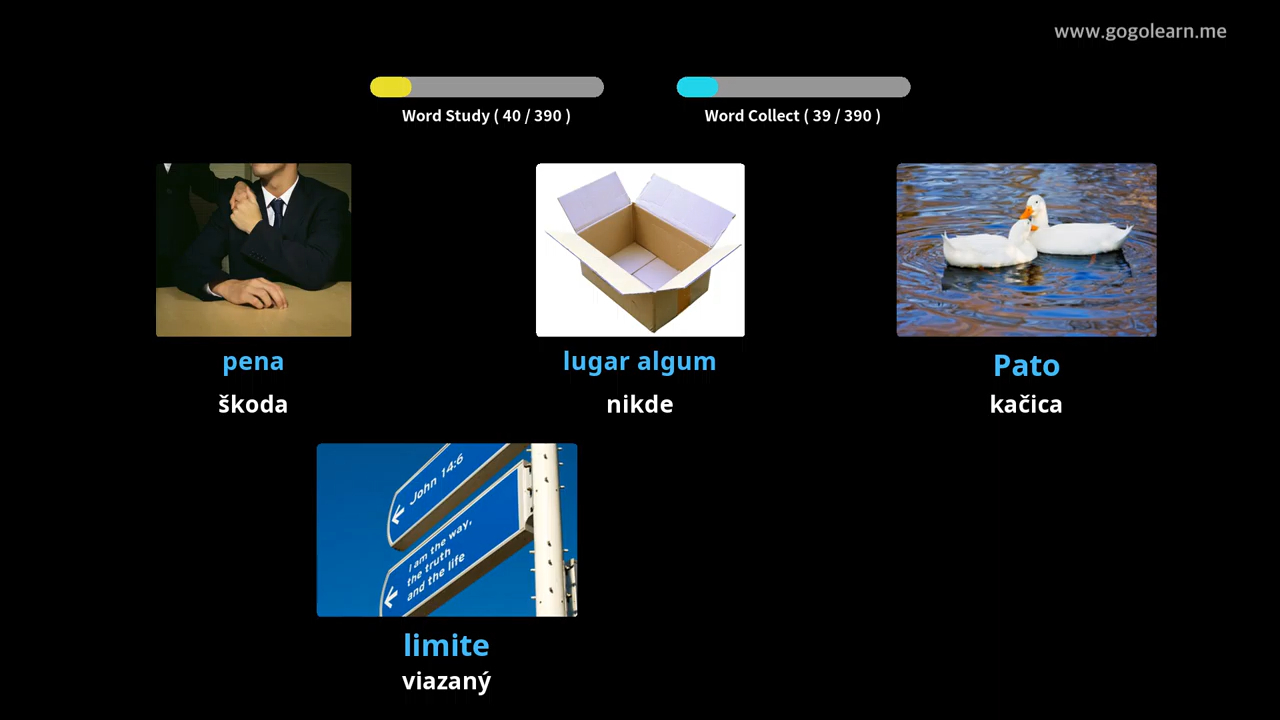 www.gogolearn.me
Word Study ( 40 / 390 )
Word Collect ( 39 / 390 )
pena
lugar algum
Pato
škoda
nikde
kačica
John 14:6
I am the way,
the truth
and the life
limite
viazaný